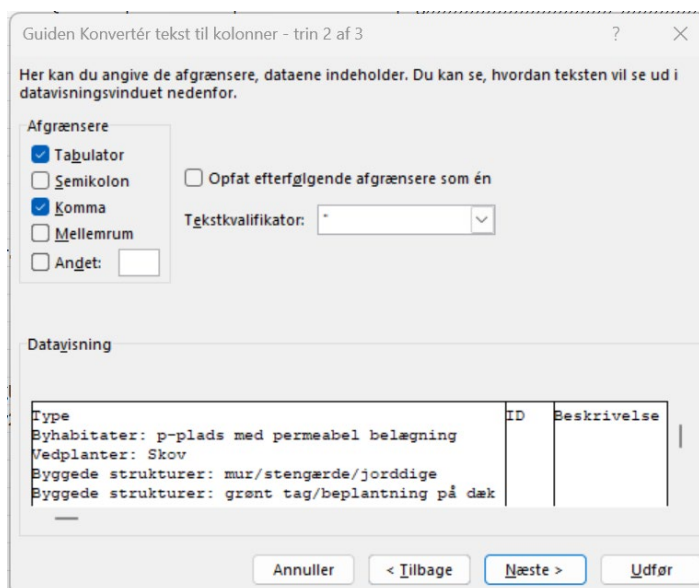 Guiden Konvertér tekst til kolonner - trin 2 af 3
Her kan du angive de afgrænsere, dataene indeholder. Du kan se, hvordan teksten vil se ud i
datavisningsvinduet nedenfor.
Afgrænsere
Tabulator
Semikolon
Komma
Mellemrum
Andet:
Opfat efterfølgende afgrænsere som én
Tekstkvalifikator: "
Datavisning
Type ID Beskrivelse
Byhabitater: p-plads med permeabel belægning
Vedplanter: Skov
Byggede strukturer: mur/stengærde/jorddige
Byggede strukturer: grønt tag/beplantning på dæk
Annuller < Tilbage Næste > Udfør